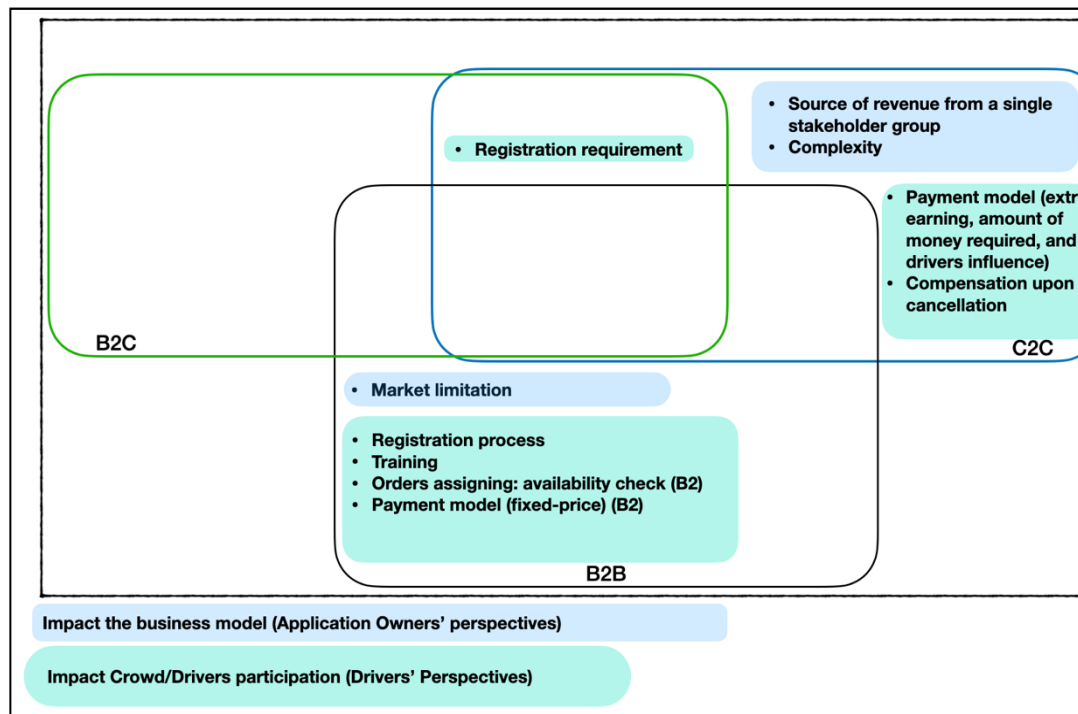 • Source of revenue from a single
stakeholder group
• Complexity
• Registration requirement
• Payment model (extr
earning, amount of
money required, and
drivers influence)
• Compensation upon
cancellation
B2C
C2C
• Market limitation
• Registration process
• Training
• Orders assigning: availability check (B2)
• Payment model (fixed-price) (B2)
B2B
Impact the business model (Application Owners’ perspectives)
Impact Crowd/Drivers participation (Drivers’ Perspectives)